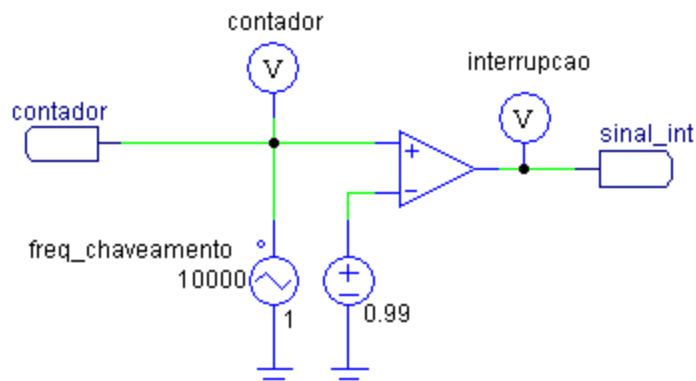 contador
V
interrupcao
contador
V
sinal_int
+
−
freq_chaveamento
10000
1
+
−
0.99